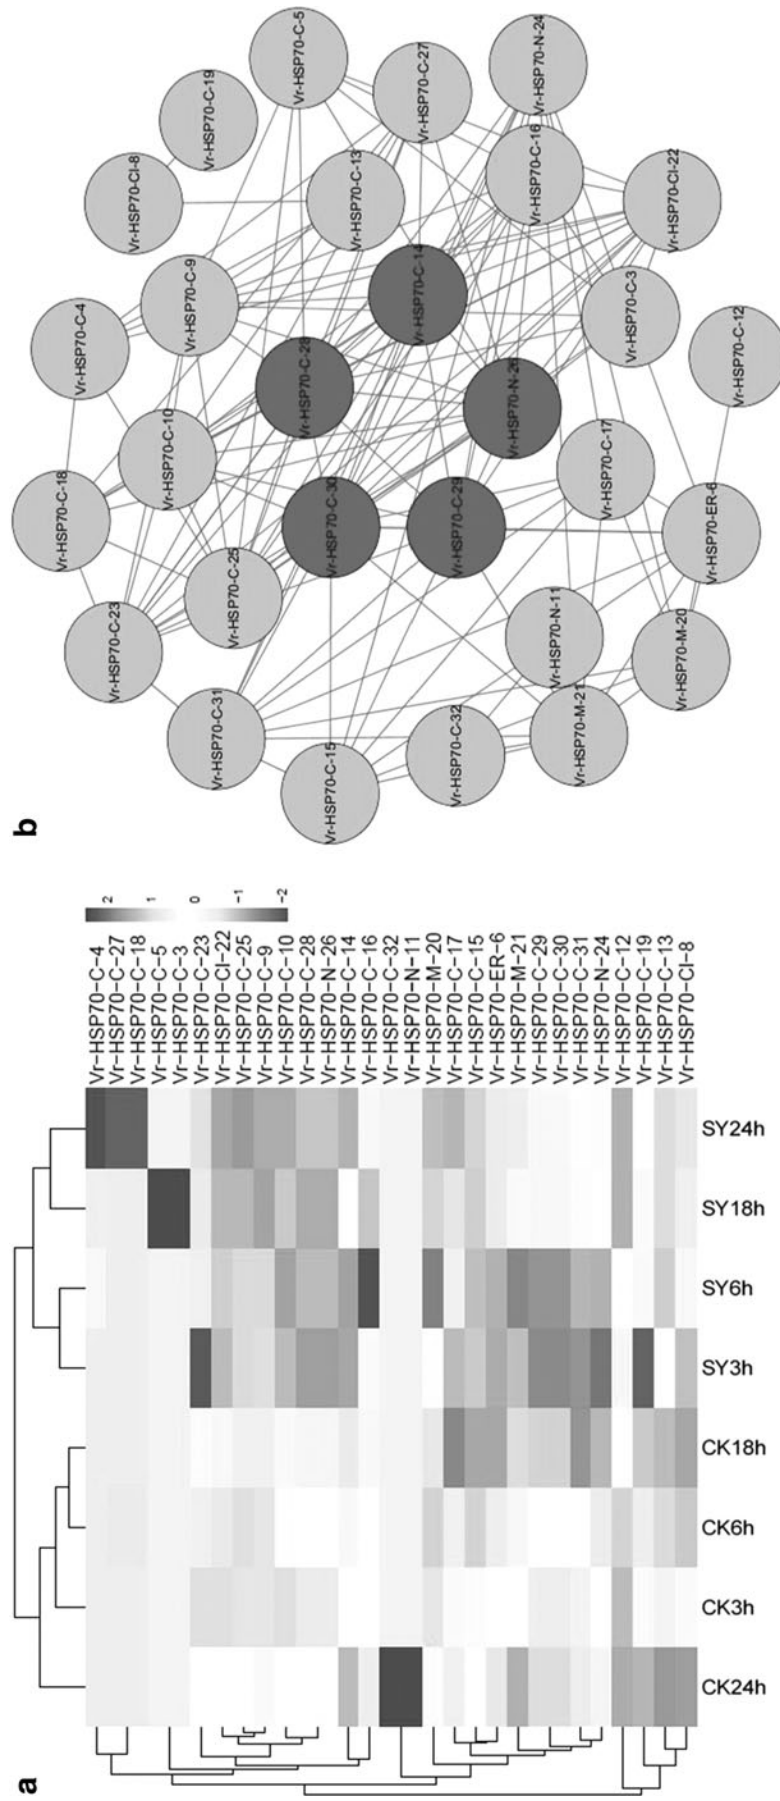 a
2
1
0
−1
−2
Vr−HSP70−C−4
Vr−HSP70−C−27
Vr−HSP70−C−18
Vr−HSP70−C−5
Vr−HSP70−C−3
Vr−HSP70−C−23
Vr−HSP70−Cl−22
Vr−HSP70−C−25
Vr−HSP70−C−9
Vr−HSP70−C−10
Vr−HSP70−C−28
Vr−HSP70−N−26
Vr−HSP70−C−14
Vr−HSP70−C−16
Vr−HSP70−C−32
Vr−HSP70−N−11
Vr−HSP70−M−20
Vr−HSP70−C−17
Vr−HSP70−C−15
Vr−HSP70−ER−6
Vr−HSP70−M−21
Vr−HSP70−C−29
Vr−HSP70−C−30
Vr−HSP70−C−31
Vr−HSP70−N−24
Vr−HSP70−C−12
Vr−HSP70−C−19
Vr−HSP70−C−13
Vr−HSP70−Cl−8
CK24h
CK3h
CK6h
CK18h
SY3h
SY6h
SY18h
SY24h
b
Vr-HSP70-C-5
Vr-HSP70-C-19
Vr-HSP70-Cl-8
Vr-HSP70-C-27
Vr-HSP70-N-24
Vr-HSP70-C-13
Vr-HSP70-C-16
Vr-HSP70-Cl-22
Vr-HSP70-C-9
Vr-HSP70-C-4
Vr-HSP70-C-14
Vr-HSP70-C-3
Vr-HSP70-C-28
Vr-HSP70-N-26
Vr-HSP70-C-12
Vr-HSP70-C-10
Vr-HSP70-C-18
Vr-HSP70-C-17
Vr-HSP70-C-30
Vr-HSP70-C-29
Vr-HSP70-ER-6
Vr-HSP70-C-25
Vr-HSP70-C-23
Vr-HSP70-N-11
Vr-HSP70-M-20
Vr-HSP70-C-31
Vr-HSP70-M-21
Vr-HSP70-C-32
Vr-HSP70-C-15